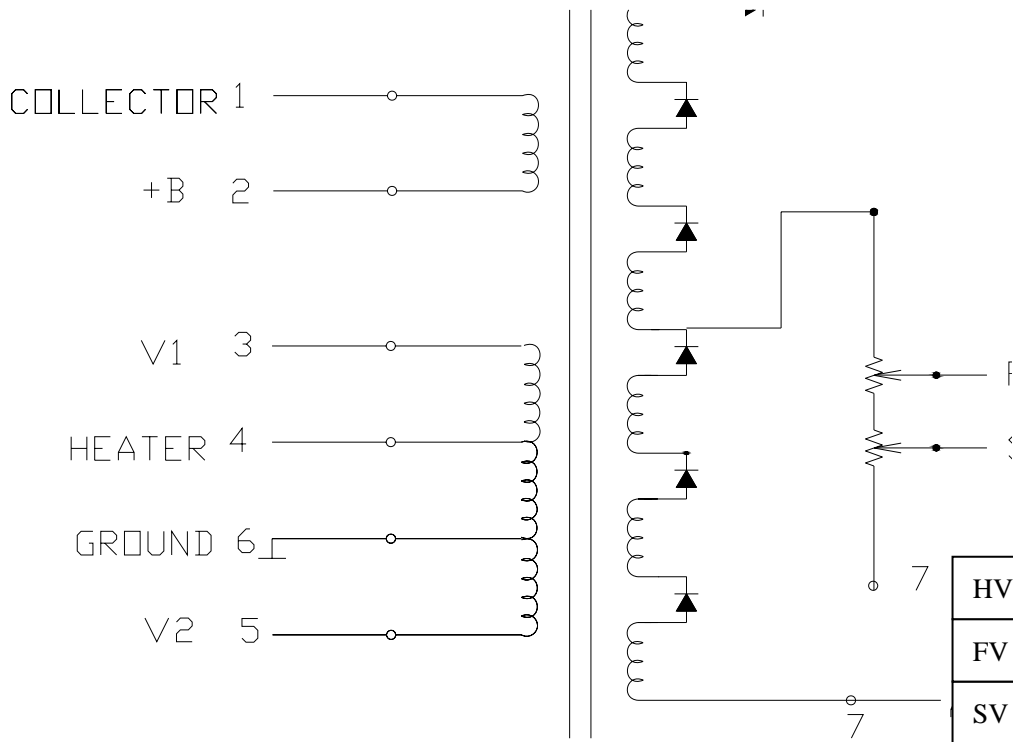 COLLECTOR 1
+B 2
V1 3
HEATER 4
GROUND 6
V2 5
7
7
HV
FV
SV